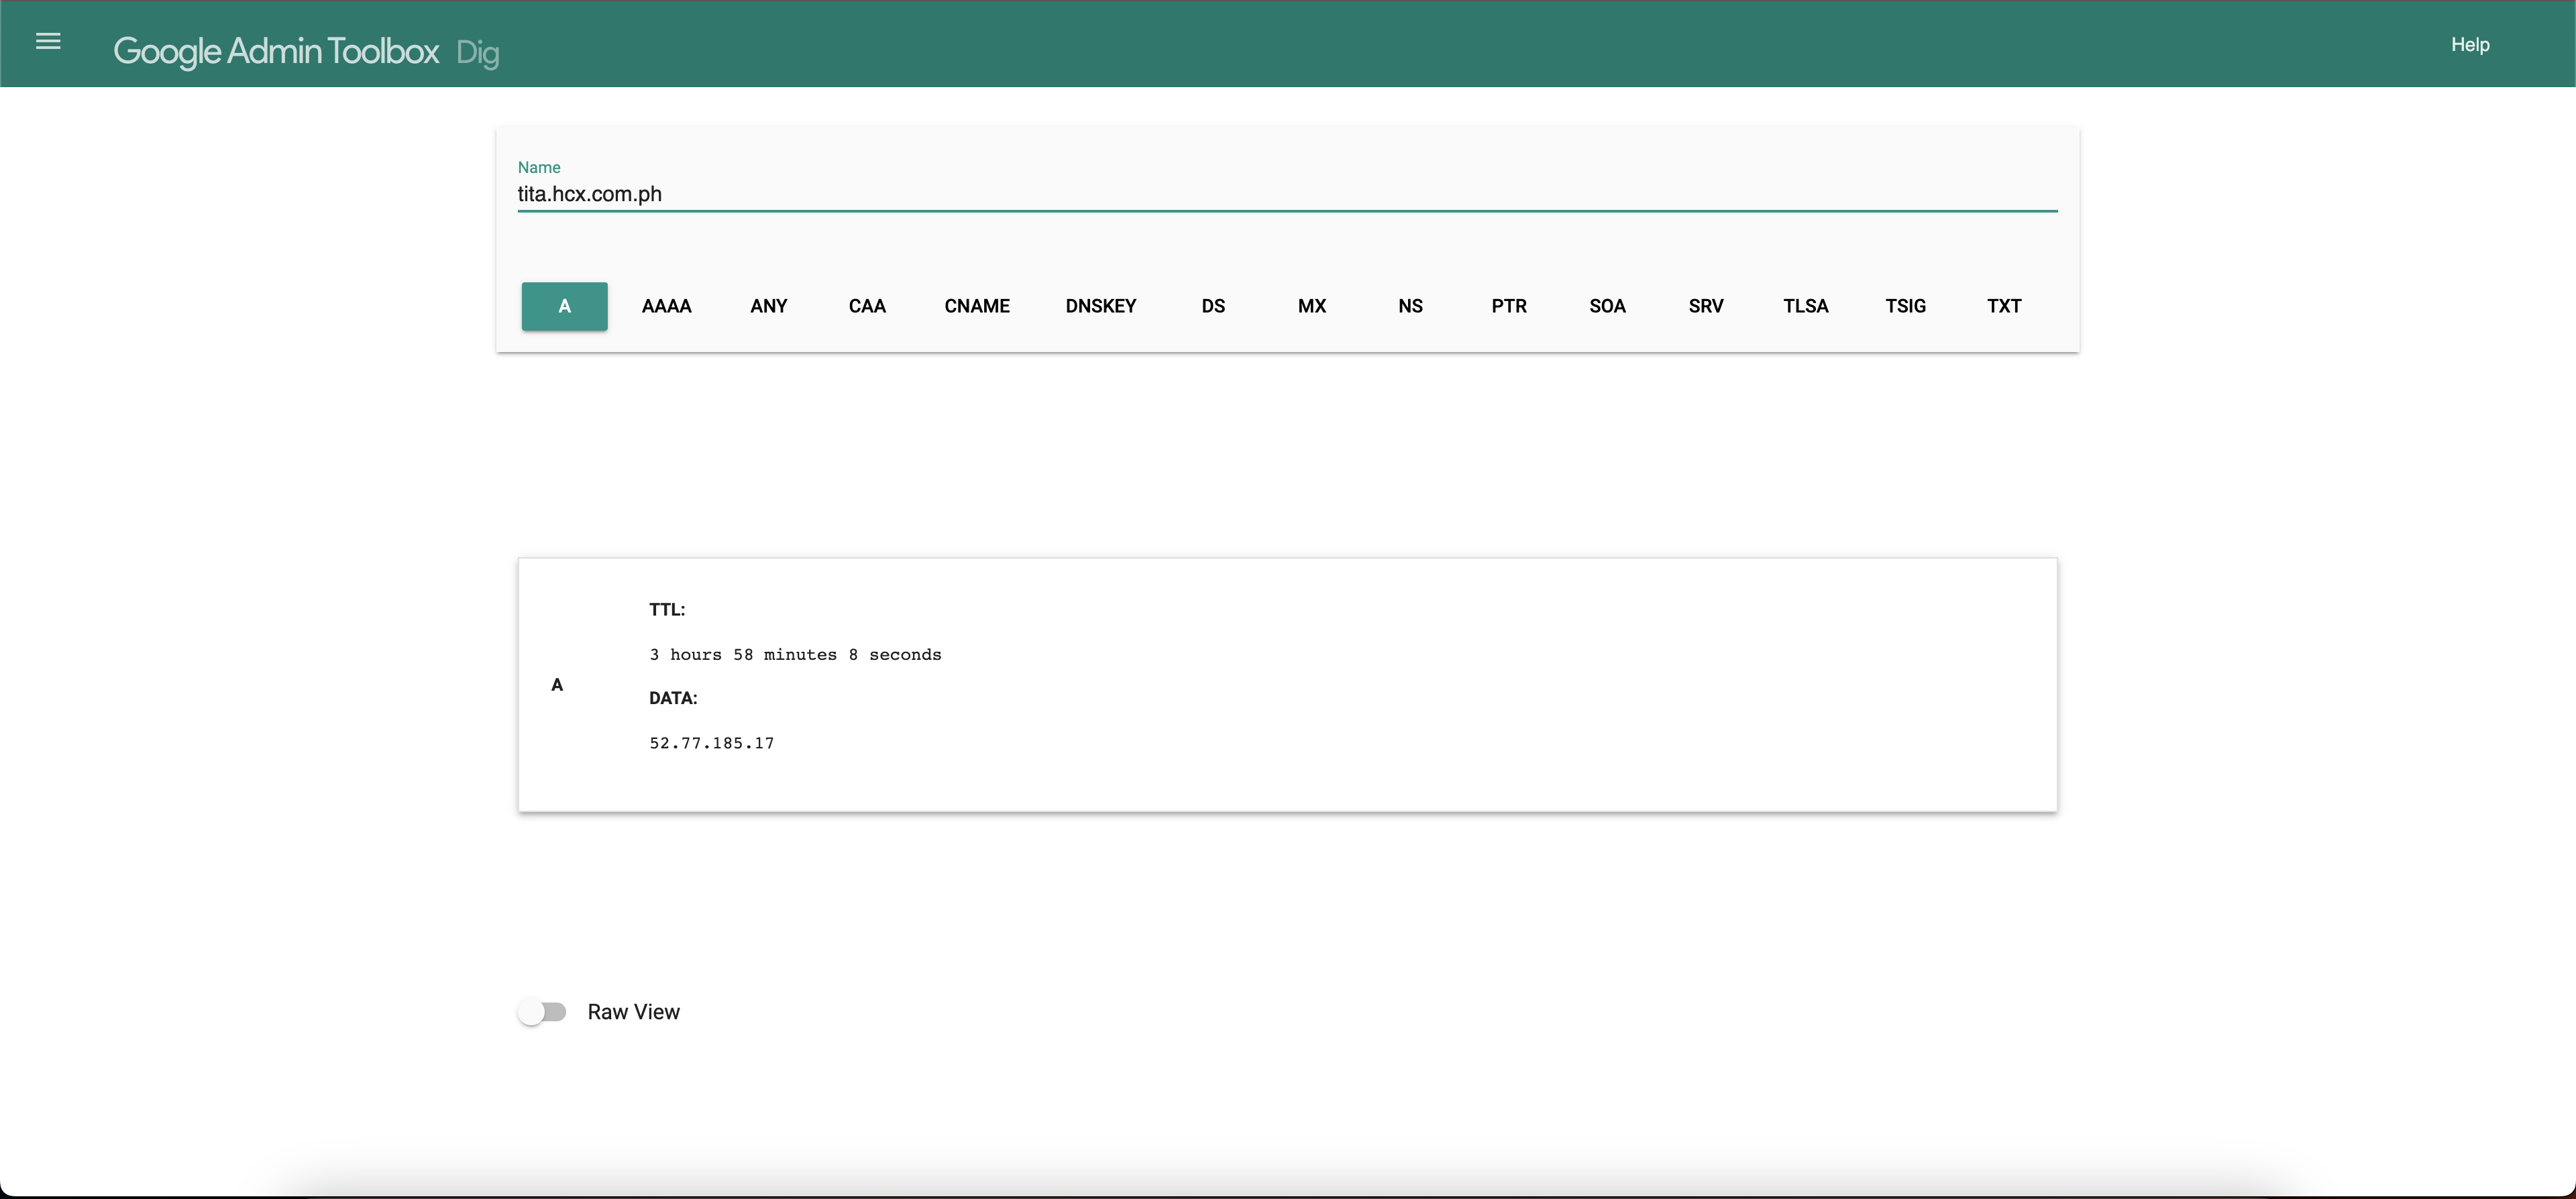 Google Admin Toolbox Dig
Help
Name
tita.hcx.com.ph
A AAAA ANY CAA CNAME DNSKEY DS MX NS PTR SOA SRV TLSA TSIG TXT
TTL:
3 hours 58 minutes 8 seconds
A
DATA:
52.77.185.17
Raw View